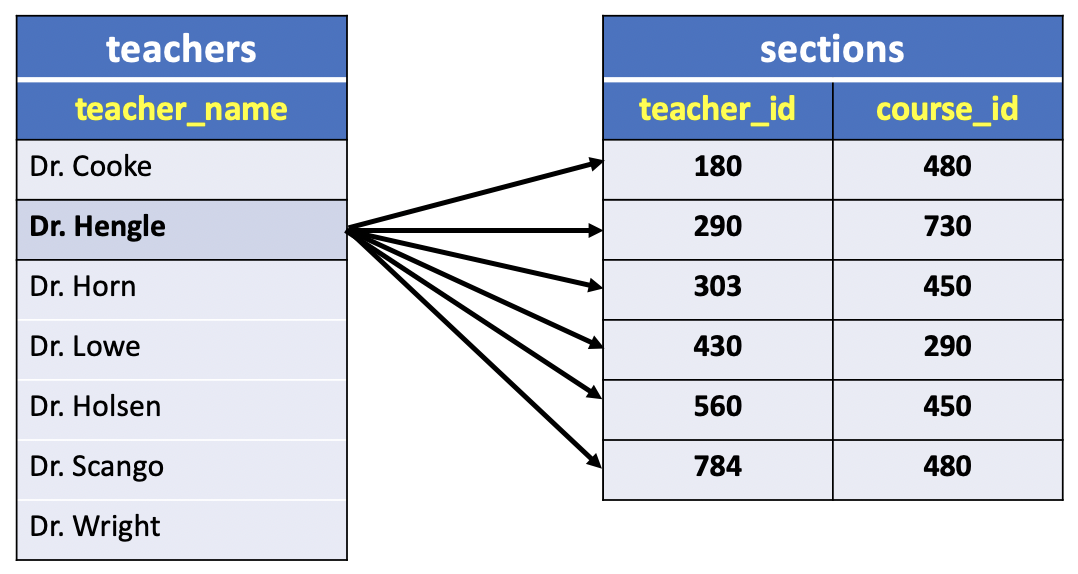 teachers
teacher_name
Dr. Cooke
Dr. Hengle
Dr. Horn
Dr. Lowe
Dr. Holsen
Dr. Scango
Dr. Wright
sections
teacher_id course_id
180 480
290 730
303 450
430 290
560 450
784 480